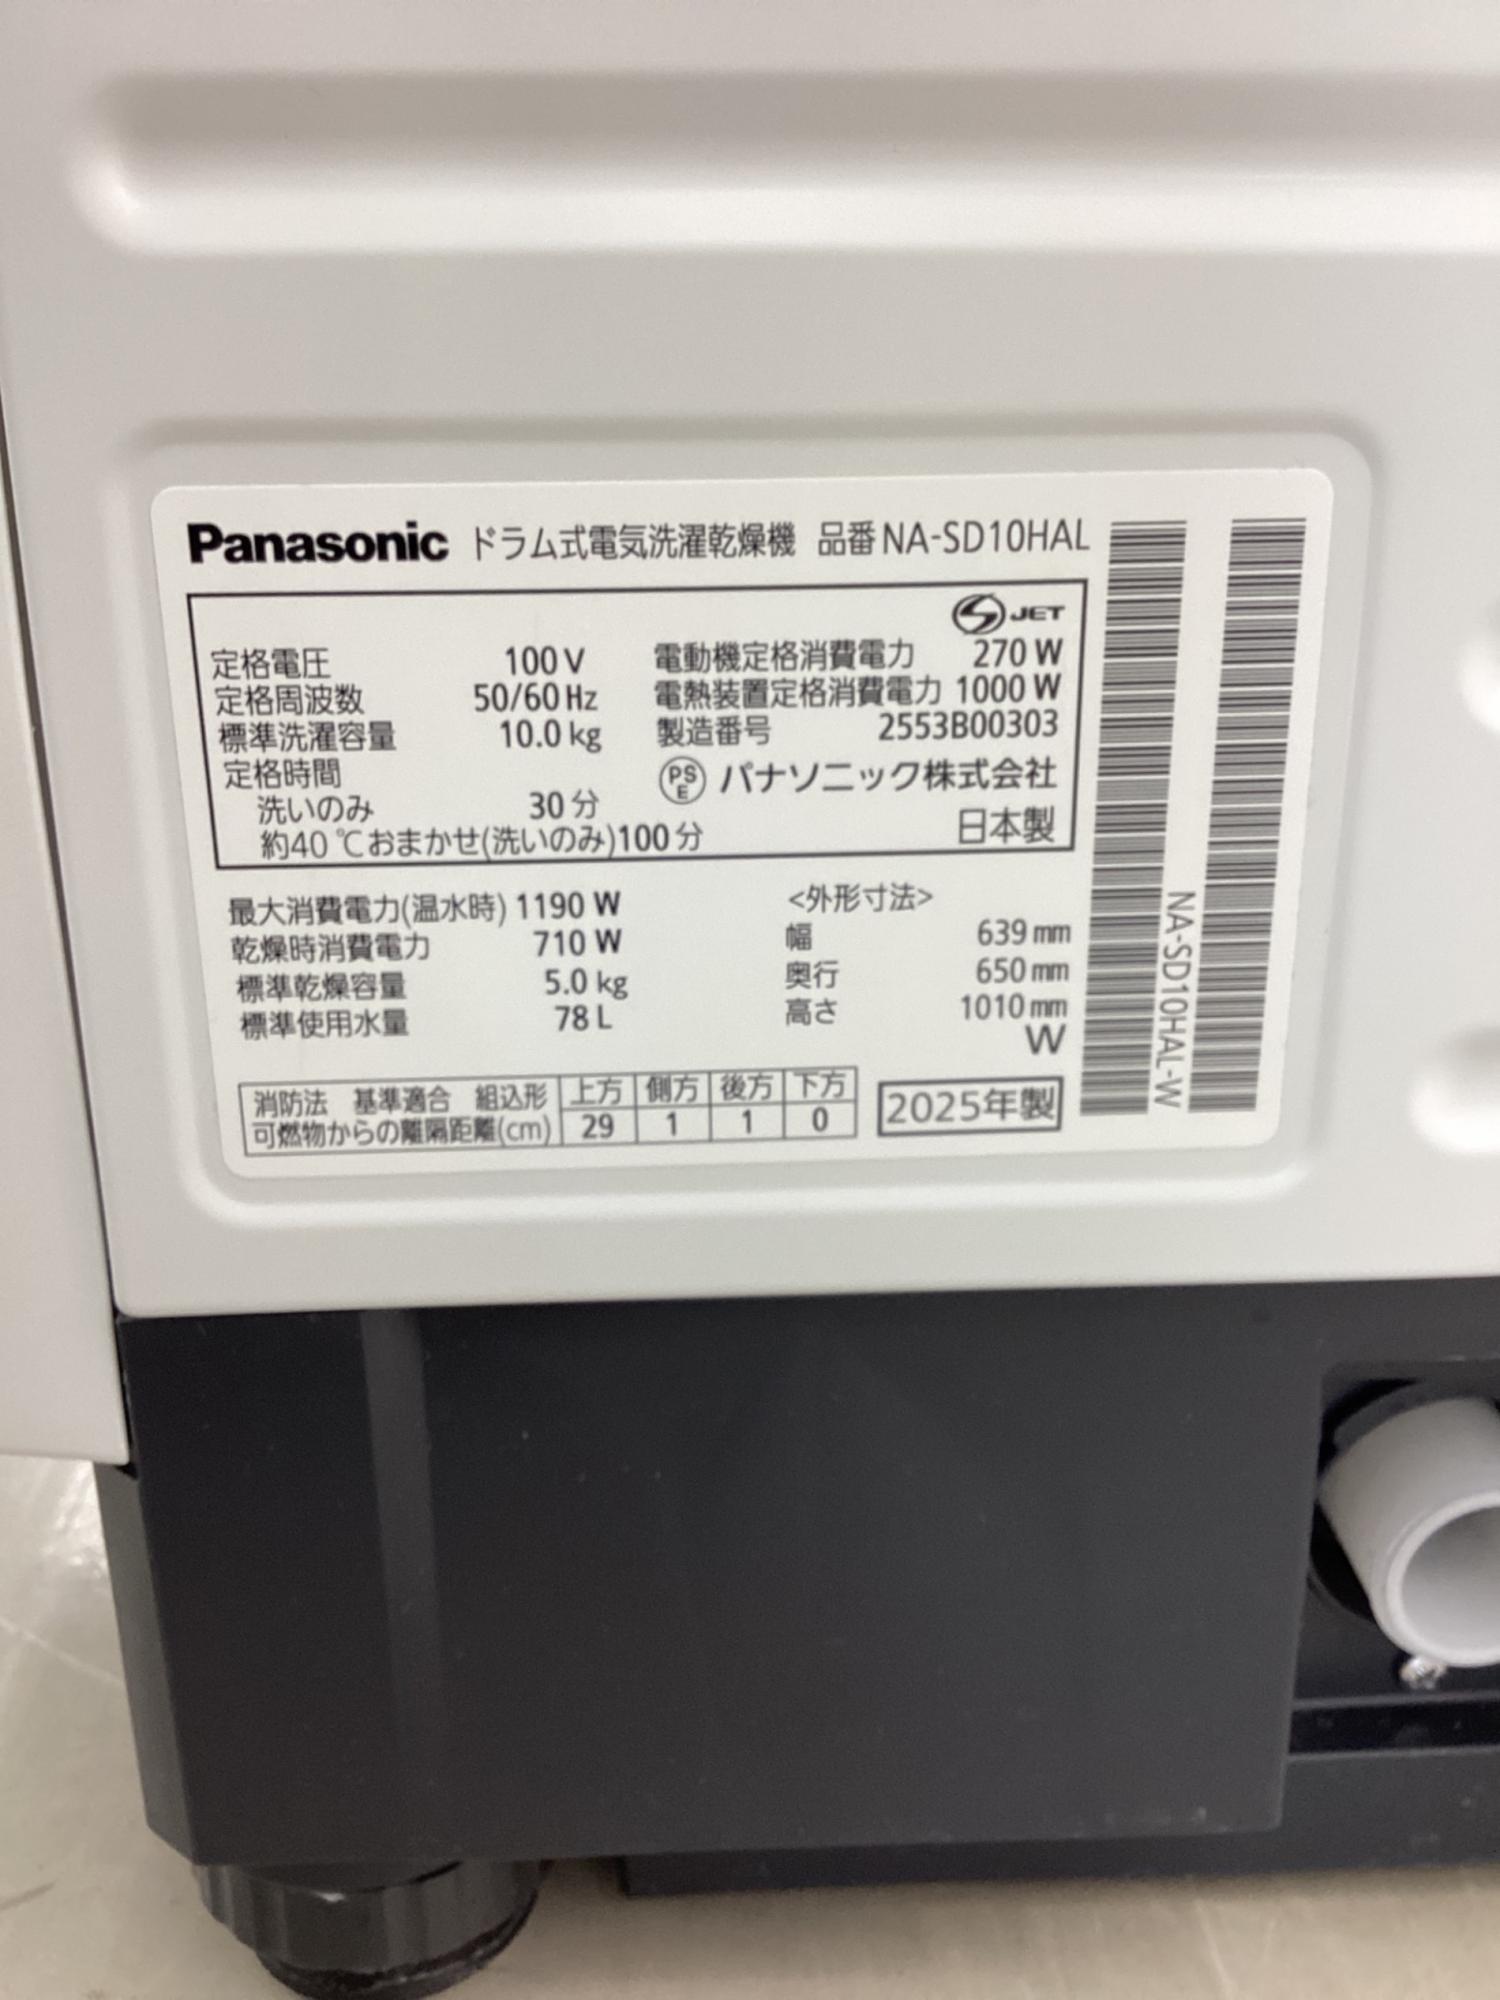 Panasonic ドラム式電気洗濯乾燥機 品番 NA-SD10HAL
JET
定格電圧 100 V 電動機定格消費電力 270 W
定格周波数 50/60 Hz 電熱装置定格消費電力 1000 W
標準洗濯容量 10.0 kg 製造番号 2553B00303
定格時間 PSE パナソニック株式会社
洗いのみ 30 分
約40℃おまかせ(洗いのみ)100 分 日本製
最大消費電力(温水時) 1190 W <外形寸法>
乾燥時消費電力 710 W 幅 639 mm
標準乾燥容量 5.0 kg 奥行 650 mm
標準使用水量 78 L 高さ 1010 mm
W
消防法 基準適合 組込形 上方 側方 後方 下方
可燃物からの離隔距離(cm) 29 1 1 0
2025年製
NA-SD10HAL-W